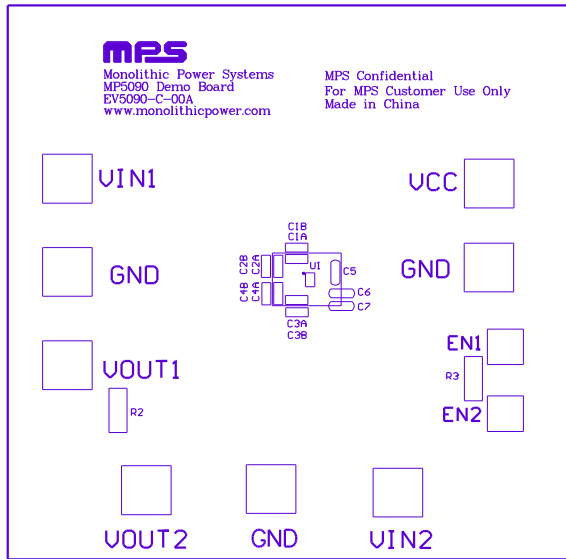 MPS
Monolithic Power Systems
MP5090 Demo Board
EV5090-C-00A
www.monolithicpower.com
MPS Confidential
For MPS Customer Use Only
Made in China
VIN1
VCC
C1B
C1A
C2B
C2A
U1
C5
GND
GND
C4B
C4A
C6
C7
C3A
C3B
EN1
VOUT1
R3
R2
EN2
VOUT2
GND
VIN2